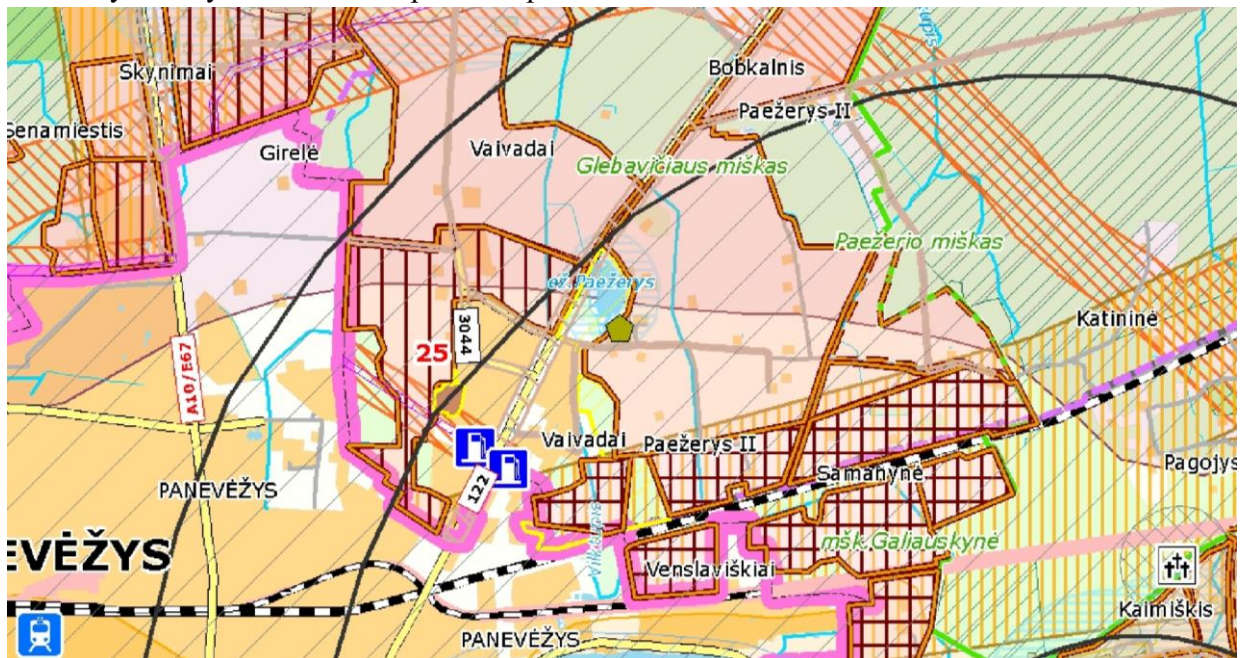 Skynimai
Bobkalnis
Paežerys II
Senamiestis
Girelė
Vaivadai
Glebavičiaus miškas
Paežerio miškas
ež.Paežerys
Katininė
3044
25
A10/E67
Vaivadai
Paežerys II
Samanynė
Pagojys
PANEVĖŽYS
122
EVĖŽYS
mšk.Galiauskynė
Venslaviškiai
Kaimiškis
PANEVĖŽYS